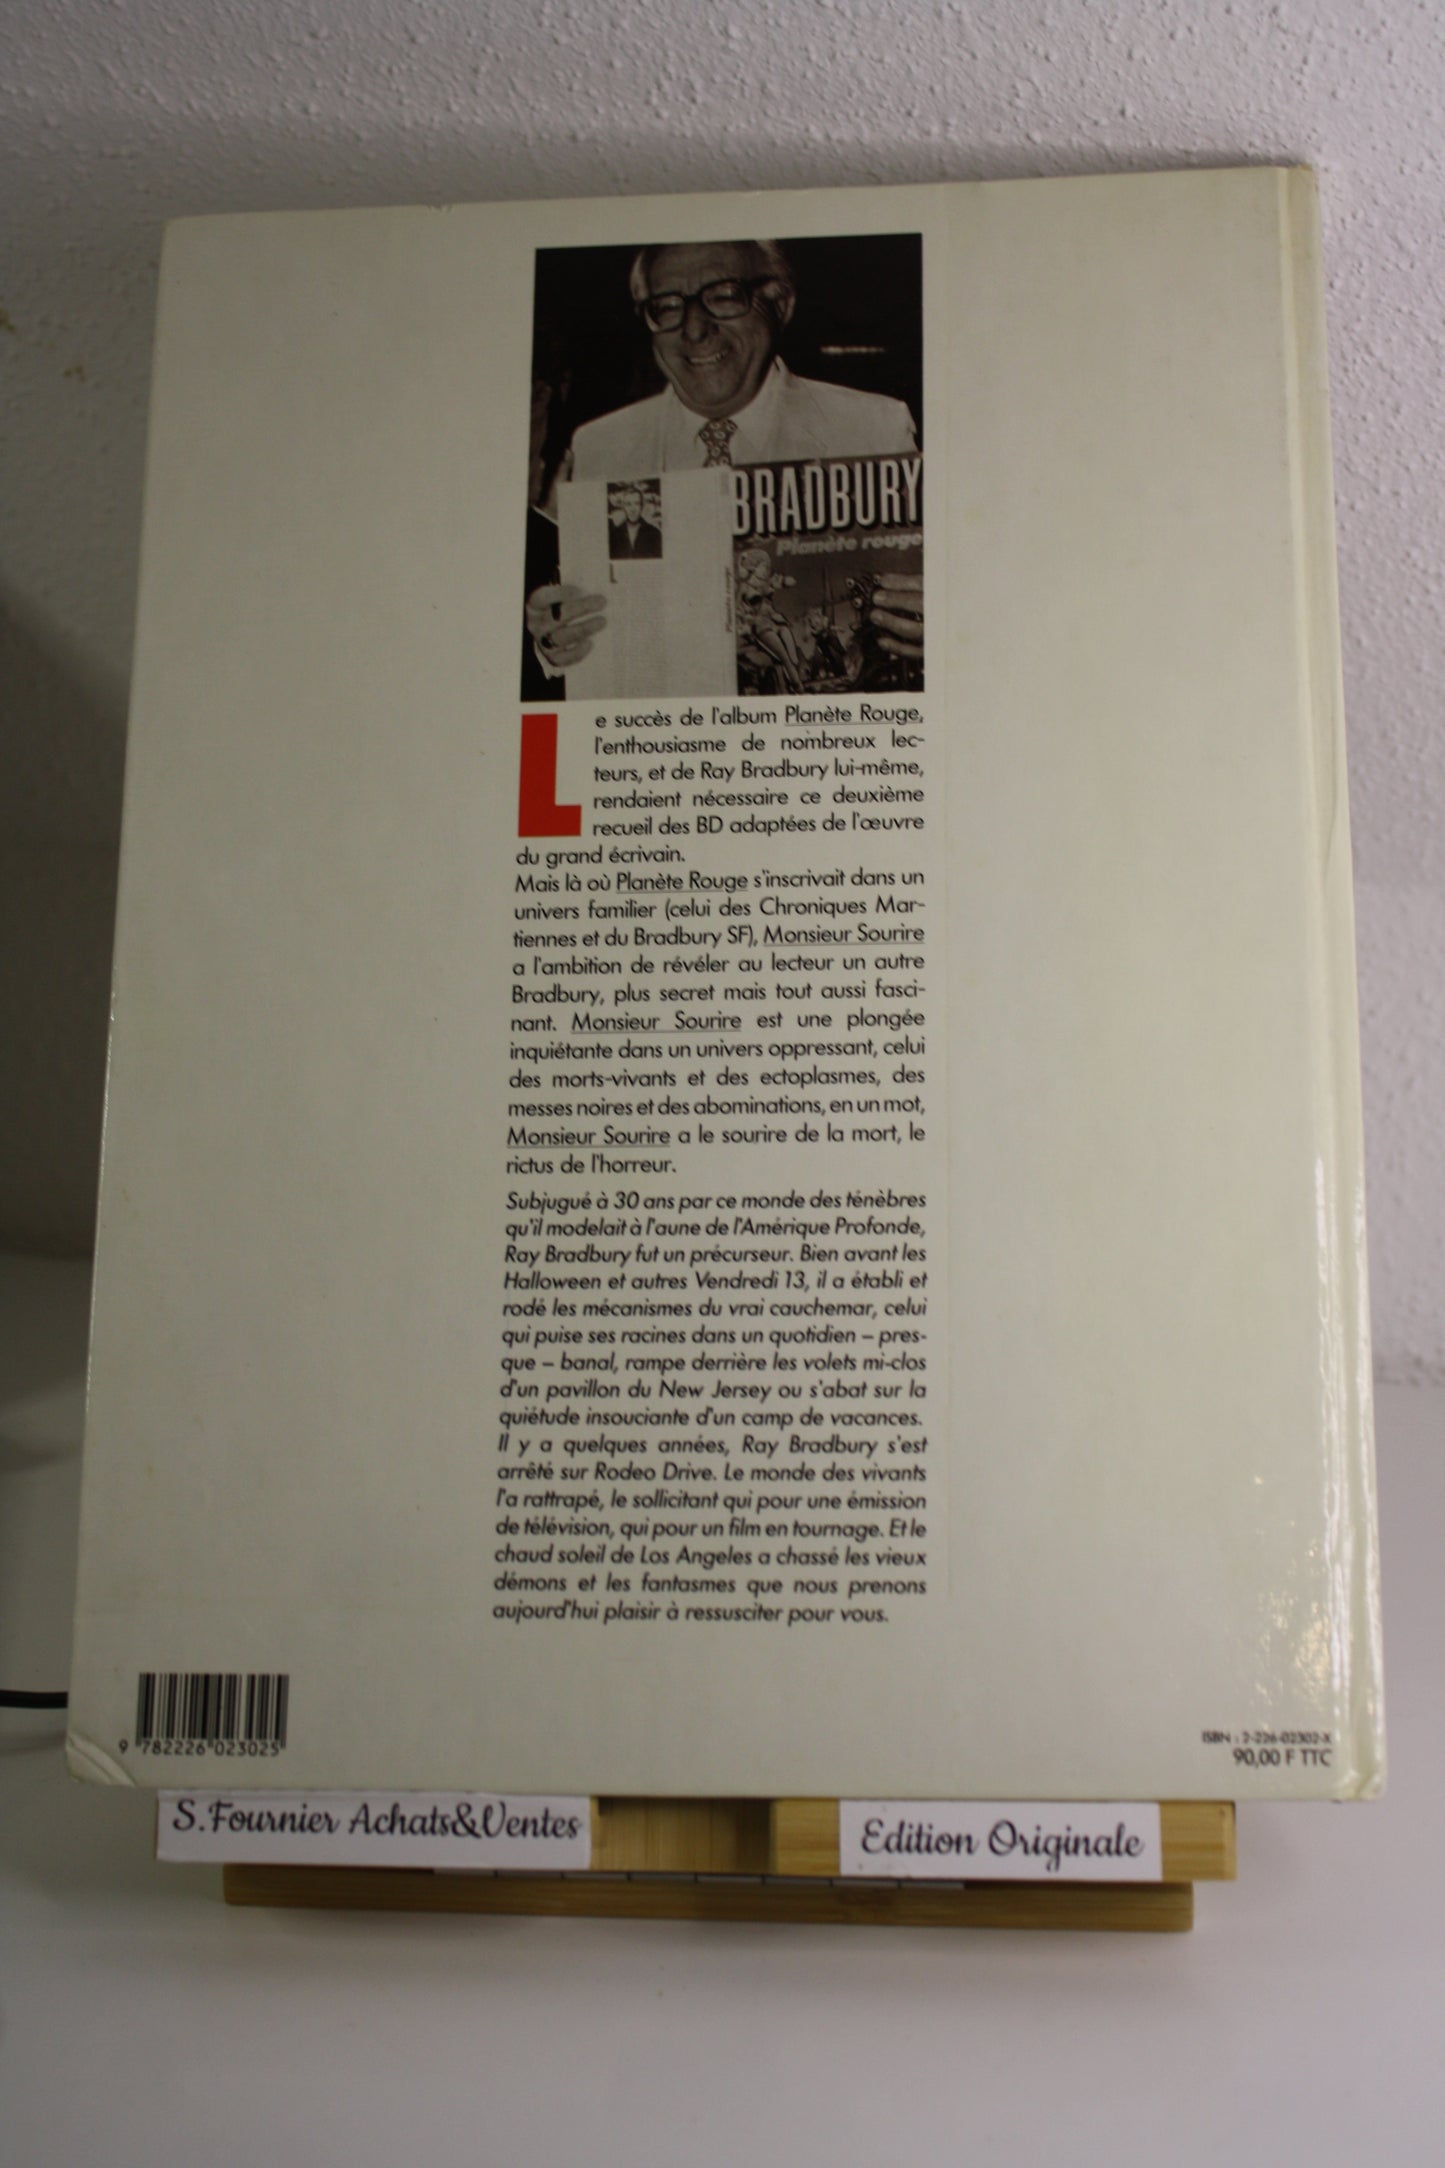 BRADBURY
Planète rouge
Planète rouge
L
Le succès de l'album Planète Rouge,
l'enthousiasme de nombreux lec-
teurs, et de Ray Bradbury lui-même,
rendaient nécessaire ce deuxième
recueil des BD adaptées de l'œuvre
du grand écrivain.
Mais là où Planète Rouge s'inscrivait dans un
univers familier (celui des Chroniques Mar-
tiennes et du Bradbury SF), Monsieur Sourire
a l'ambition de révéler au lecteur un autre
Bradbury, plus secret mais tout aussi fasci-
nant. Monsieur Sourire est une plongée
inquiétante dans un univers oppressant, celui
des morts-vivants et des ectoplasmes, des
messes noires et des abominations, en un mot,
Monsieur Sourire a le sourire de la mort, le
rictus de l'horreur.
Subjugué à 30 ans par ce monde des ténèbres
qu'il modelait à l'aune de l'Amérique Profonde,
Ray Bradbury fut un précurseur. Bien avant les
Halloween et autres Vendredi 13, il a établi et
rodé les mécanismes du vrai cauchemar, celui
qui puise ses racines dans un quotidien – pres-
que – banal, rampe derrière les volets mi-clos
d'un pavillon du New Jersey ou s'abat sur la
quiétude insouciante d'un camp de vacances.
Il y a quelques années, Ray Bradbury s'est
arrêté sur Rodeo Drive. Le monde des vivants
l'a rattrapé, le sollicitant qui pour une émission
de télévision, qui pour un film en tournage. Et le
chaud soleil de Los Angeles a chassé les vieux
démons et les fantasmes que nous prenons
aujourd'hui plaisir à ressusciter pour vous.
9 782226 023025
ISBN : 2-226-02302-X
90,00 F TTC
S.Fournier Achats&Ventes
Edition Originale